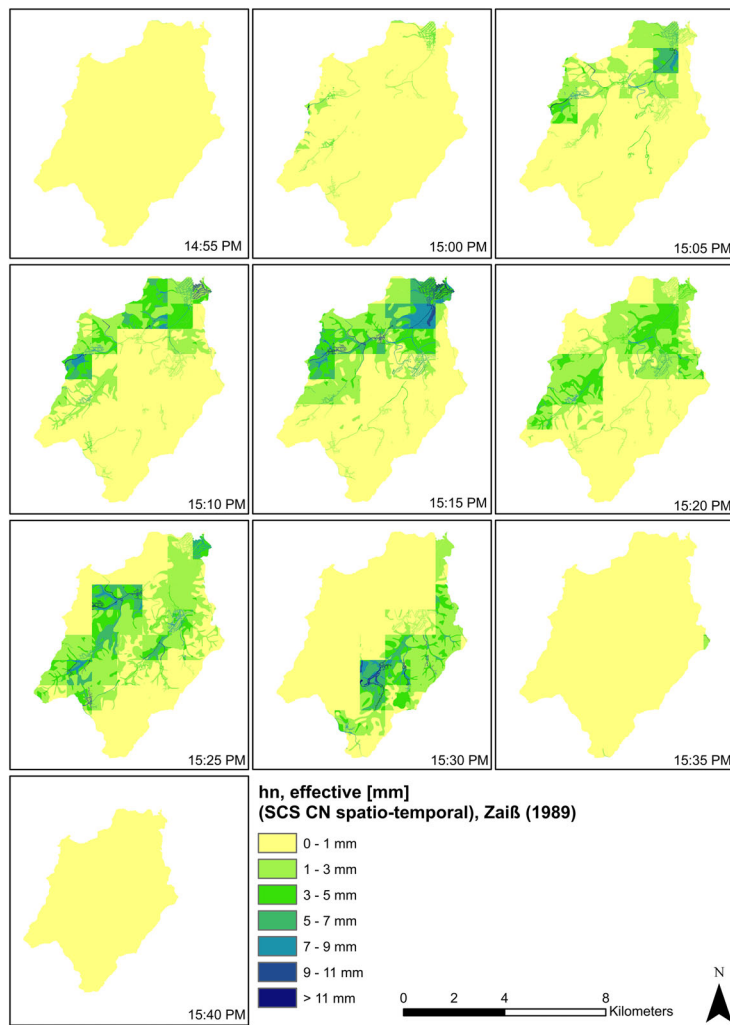 14:55 PM
15:00 PM
15:05 PM
15:10 PM
15:15 PM
15:20 PM
15:25 PM
15:30 PM
15:35 PM
15:40 PM
hn, effective [mm]
(SCS CN spatio-temporal), Zaiß (1989)
0 - 1 mm
1 - 3 mm
3 - 5 mm
5 - 7 mm
7 - 9 mm
9 - 11 mm
> 11 mm
0 2 4 8
Kilometers
N